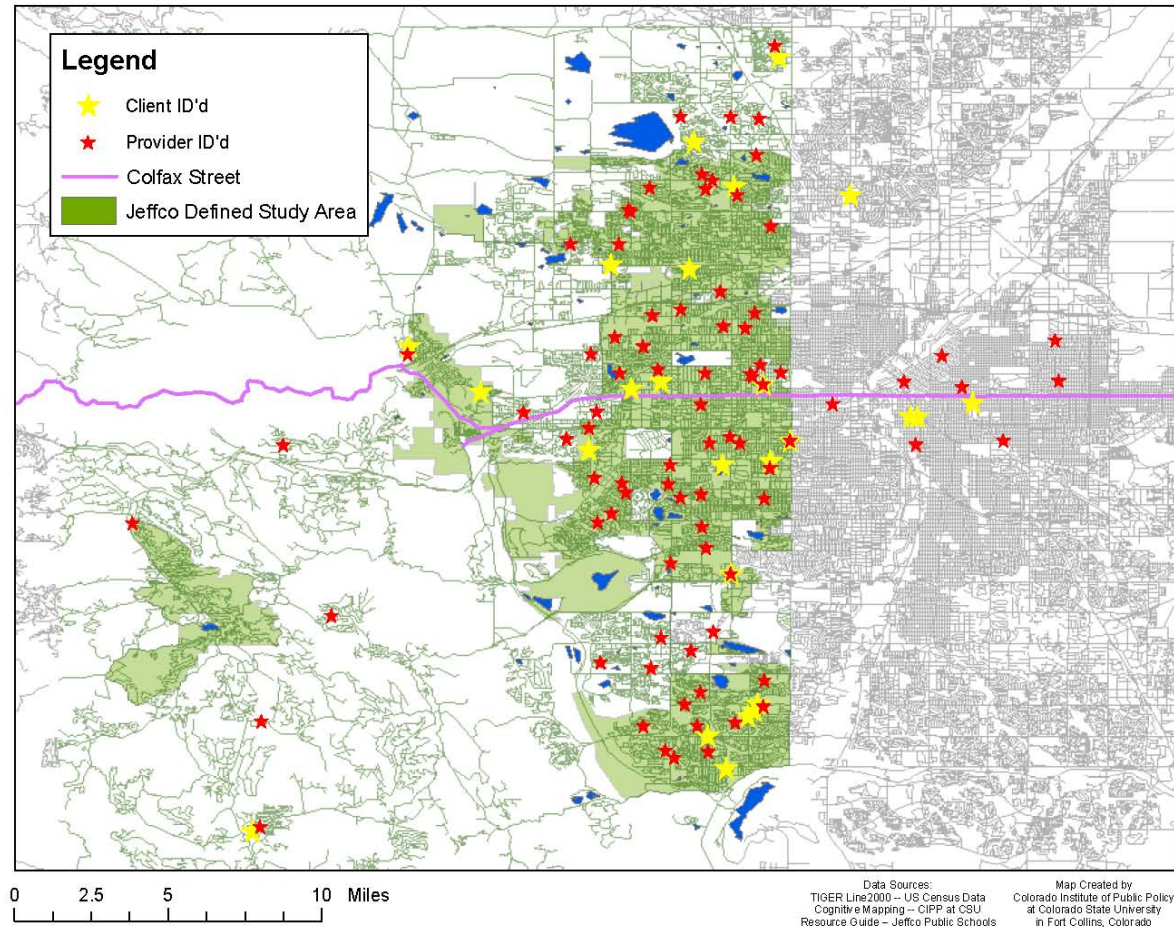 Legend
Client ID'd
Provider ID'd
Colfax Street
Jeffco Defined Study Area
0 2.5 5 10 Miles
Data Sources:
TIGER Line2000 -- US Census Data
Cognitive Mapping -- CIPP at CSU
Resource Guide – Jeffco Public Schools
Map Created by
Colorado Institute of Public Policy
at Colorado State University
in Fort Collins, Colorado